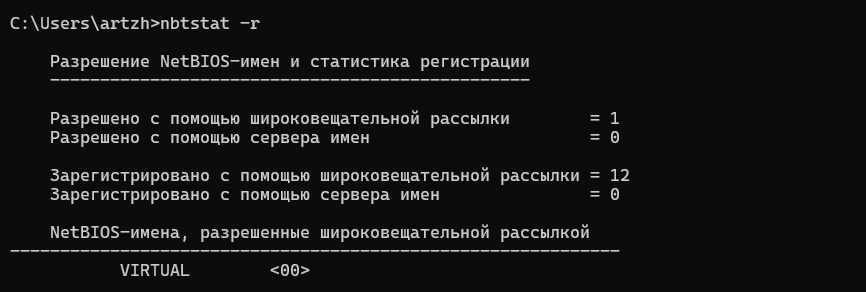 C:\Users\artzh>nbtstat -r
Разрешение NetBIOS-имен и статистика регистрации
------------------------------------------------
Разрешено с помощью широковещательной рассылки        = 1
Разрешено с помощью сервера имен                      = 0
Зарегистрировано с помощью широковещательной рассылки = 12
Зарегистрировано с помощью сервера имен               = 0
NetBIOS-имена, разрешенные широковещательной рассылкой
-------------------------------------------------------------
VIRTUAL        <00>